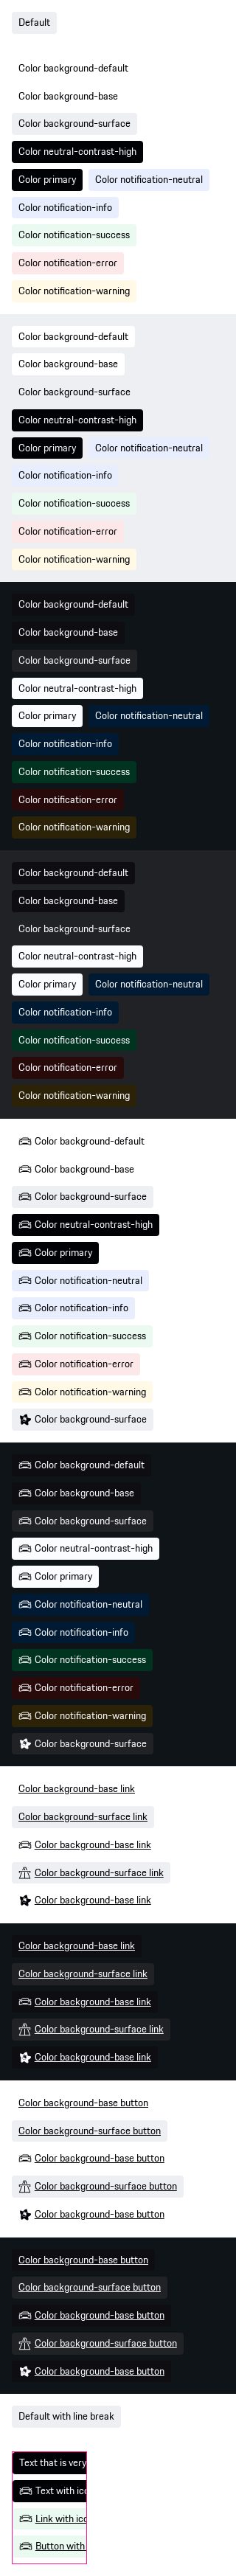 Default
Color background-default
Color background-base
Color background-surface
Color neutral-contrast-high
Color primary Color notification-neutral
Color notification-info
Color notification-success
Color notification-error
Color notification-warning
Color background-default
Color background-base
Color background-surface
Color neutral-contrast-high
Color primary Color notification-neutral
Color notification-info
Color notification-success
Color notification-error
Color notification-warning
Color background-default
Color background-base
Color background-surface
Color neutral-contrast-high
Color primary Color notification-neutral
Color notification-info
Color notification-success
Color notification-error
Color notification-warning
Color background-default
Color background-base
Color background-surface
Color neutral-contrast-high
Color primary Color notification-neutral
Color notification-info
Color notification-success
Color notification-error
Color notification-warning
Color background-default
Color background-base
Color background-surface
Color neutral-contrast-high
Color primary
Color notification-neutral
Color notification-info
Color notification-success
Color notification-error
Color notification-warning
Color background-surface
Color background-default
Color background-base
Color background-surface
Color neutral-contrast-high
Color primary
Color notification-neutral
Color notification-info
Color notification-success
Color notification-error
Color notification-warning
Color background-surface
Color background-base link
Color background-surface link
Color background-base link
Color background-surface link
Color background-base link
Color background-base link
Color background-surface link
Color background-base link
Color background-surface link
Color background-base link
Color background-base button
Color background-surface button
Color background-base button
Color background-surface button
Color background-base button
Color background-base button
Color background-surface button
Color background-base button
Color background-surface button
Color background-base button
Default with line break
Text that is very
Text with ico
Link with ico
Button with